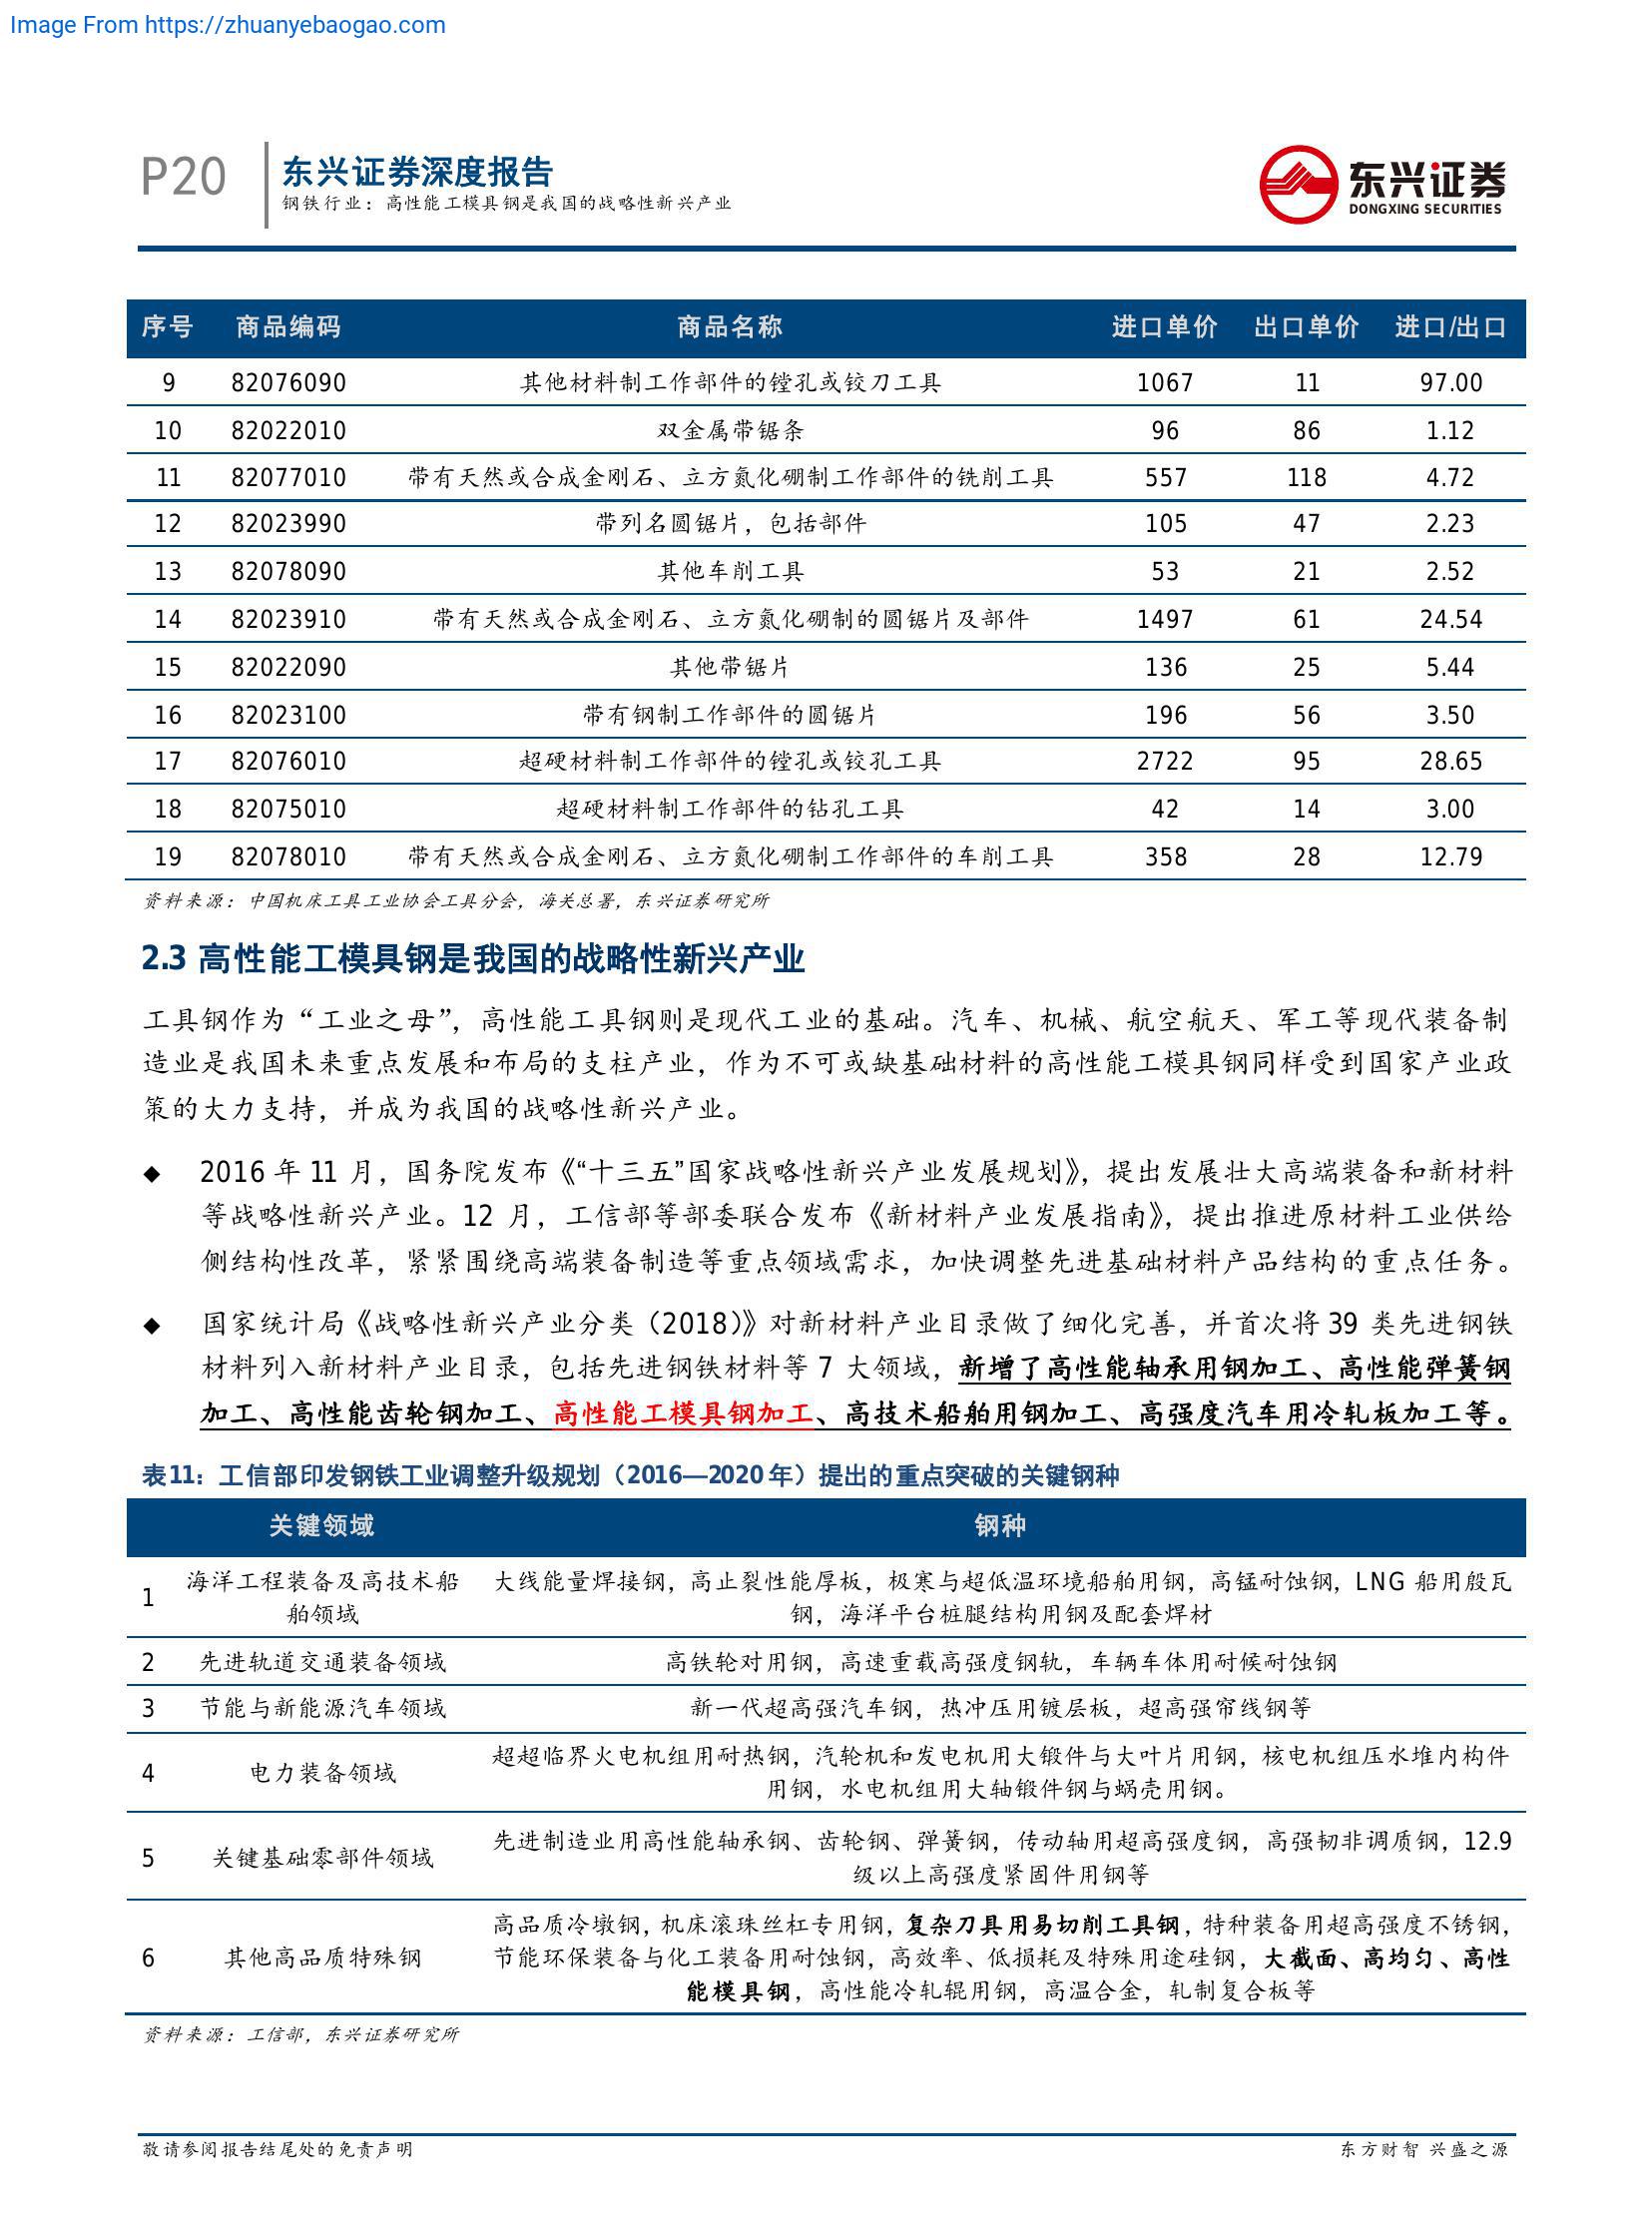 Image From https://zhuanyebaogao.com
P20
东兴证券深度报告
钢铁行业：高性能工模具钢是我国的战略性新兴产业
东兴证券
DONGXING SECURITIES
序号 商品编码 商品名称 进口单价 出口单价 进口/出口
9 82076090 其他材料制工作部件的镗孔或铰刀工具 1067 11 97.00
10 82022010 双金属带锯条 96 86 1.12
11 82077010 带有天然或合成金刚石、立方氮化硼制工作部件的铣削工具 557 118 4.72
12 82023990 带列名圆锯片，包括部件 105 47 2.23
13 82078090 其他车削工具 53 21 2.52
14 82023910 带有天然或合成金刚石、立方氮化硼制的圆锯片及部件 1497 61 24.54
15 82022090 其他带锯片 136 25 5.44
16 82023100 带有钢制工作部件的圆锯片 196 56 3.50
17 82076010 超硬材料制工作部件的镗孔或铰孔工具 2722 95 28.65
18 82075010 超硬材料制工作部件的钻孔工具 42 14 3.00
19 82078010 带有天然或合成金刚石、立方氮化硼制工作部件的车削工具 358 28 12.79
资料来源：中国机床工具工业协会工具分会，海关总署，东兴证券研究所
2.3 高性能工模具钢是我国的战略性新兴产业
工具钢作为“工业之母”，高性能工具钢则是现代工业的基础。汽车、机械、航空航天、军工等现代装备制
造业是我国未来重点发展和布局的支柱产业，作为不可或缺基础材料的高性能工模具钢同样受到国家产业政
策的大力支持，并成为我国的战略性新兴产业。
◆ 2016 年 11 月，国务院发布《“十三五”国家战略性新兴产业发展规划》，提出发展壮大高端装备和新材料
等战略性新兴产业。12 月，工信部等部委联合发布《新材料产业发展指南》，提出推进原材料工业供给
侧结构性改革，紧紧围绕高端装备制造等重点领域需求，加快调整先进基础材料产品结构的重点任务。
◆ 国家统计局《战略性新兴产业分类（2018）》对新材料产业目录做了细化完善，并首次将 39 类先进钢铁
材料列入新材料产业目录，包括先进钢铁材料等 7 大领域，新增了高性能轴承用钢加工、高性能弹簧钢
加工、高性能齿轮钢加工、高性能工模具钢加工、高技术船舶用钢加工、高强度汽车用冷轧板加工等。
表11：工信部印发钢铁工业调整升级规划（2016—2020 年）提出的重点突破的关键钢种
关键领域 钢种
1 海洋工程装备及高技术船 大线能量焊接钢，高止裂性能厚板，极寒与超低温环境船舶用钢，高锰耐蚀钢，LNG 船用殷瓦
舶领域 钢，海洋平台桩腿结构用钢及配套焊材
2 先进轨道交通装备领域 高铁轮对用钢，高速重载高强度钢轨，车辆车体用耐候耐蚀钢
3 节能与新能源汽车领域 新一代超高强汽车钢，热冲压用镀层板，超高强帘线钢等
4 电力装备领域 超超临界火电机组用耐热钢，汽轮机和发电机用大锻件与大叶片用钢，核电机组压水堆内构件
用钢，水电机组用大轴锻件钢与蜗壳用钢。
5 关键基础零部件领域 先进制造业用高性能轴承钢、齿轮钢、弹簧钢，传动轴用超高强度钢，高强韧非调质钢，12.9
级以上高强度紧固件用钢等
6 其他高品质特殊钢 高品质冷墩钢，机床滚珠丝杠专用钢，复杂刀具用易切削工具钢，特种装备用超高强度不锈钢，
节能环保装备与化工装备用耐蚀钢，高效率、低损耗及特殊用途硅钢，大截面、高均匀、高性
能模具钢，高性能冷轧辊用钢，高温合金，轧制复合板等
资料来源：工信部，东兴证券研究所
敬请参阅报告结尾处的免责声明 东方财智 兴盛之源